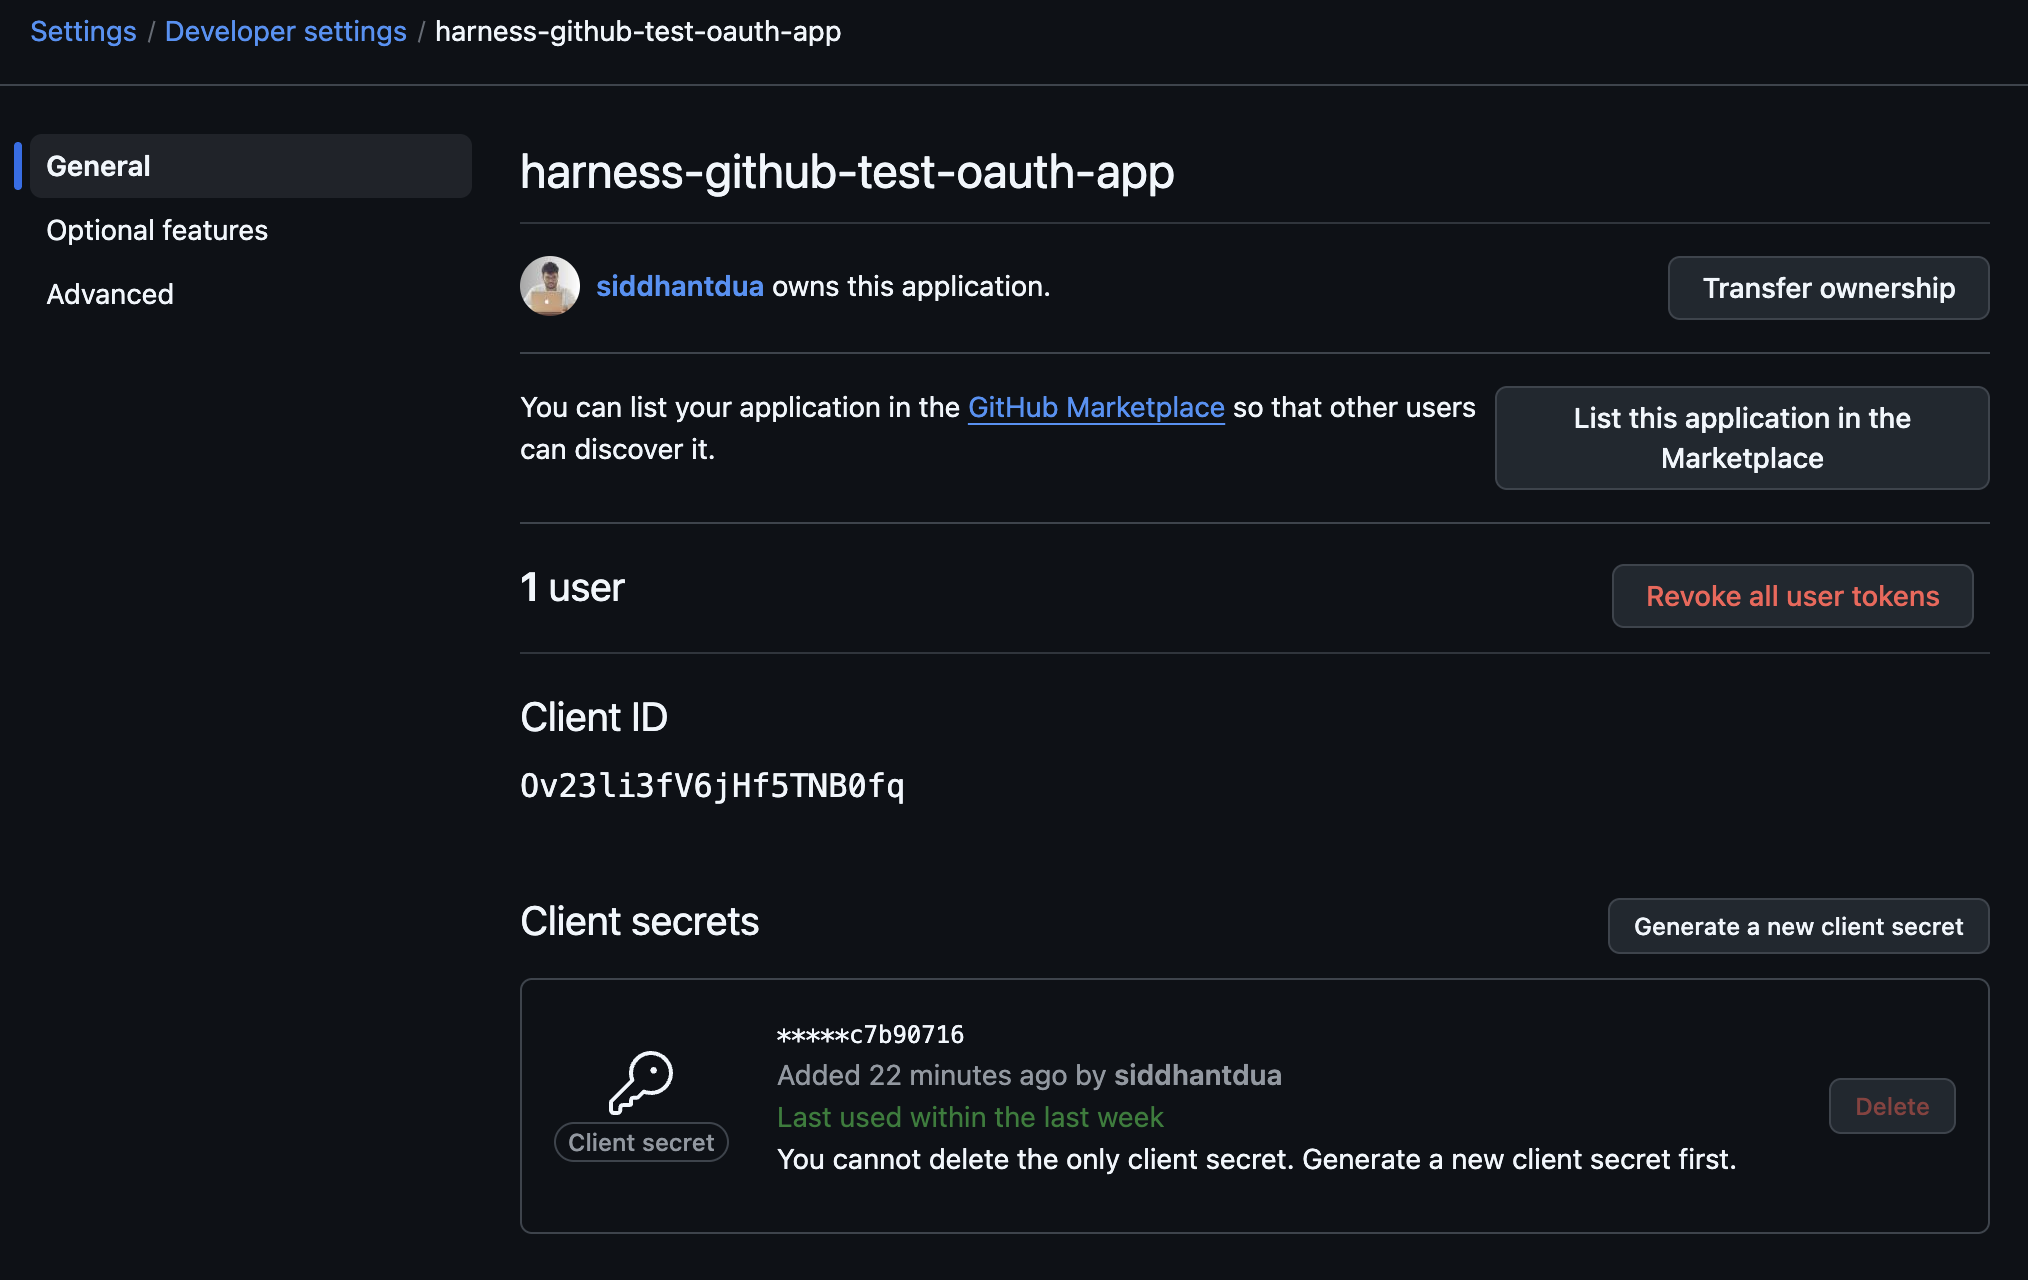 Settings / Developer settings / harness-github-test-oauth-app
General
Optional features
Advanced
harness-github-test-oauth-app
siddhantdua owns this application.
Transfer ownership
You can list your application in the GitHub Marketplace so that other users
can discover it.
List this application in the
Marketplace
1 user
Revoke all user tokens
Client ID
Ov23li3fV6jHf5TNB0fq
Client secrets
Generate a new client secret
*****c7b90716
Added 22 minutes ago by siddhantdua
Last used within the last week
You cannot delete the only client secret. Generate a new client secret first.
Client secret
Delete